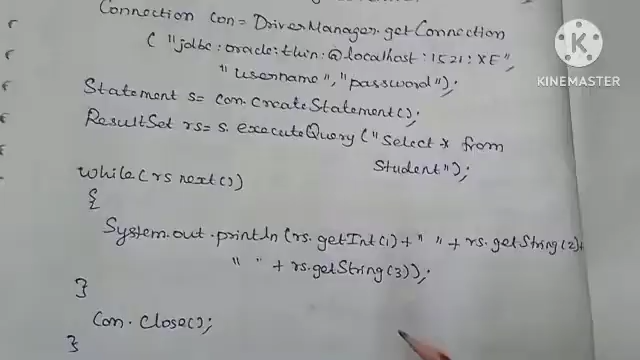 Connection Con = DriverManager.getConnection
( "jdbc:oracle:thin:@localhost:1521:XE",
"username", "password");
Statement s= con.createStatement();
ResultSet rs= s.executeQuery("select * from
Student");
while(rs next())
{
System.out.println(rs.getInt(1)+" "+rs.getString(2)+
" "+rs.getString(3));
}
Con.close();
}
KINEMASTER